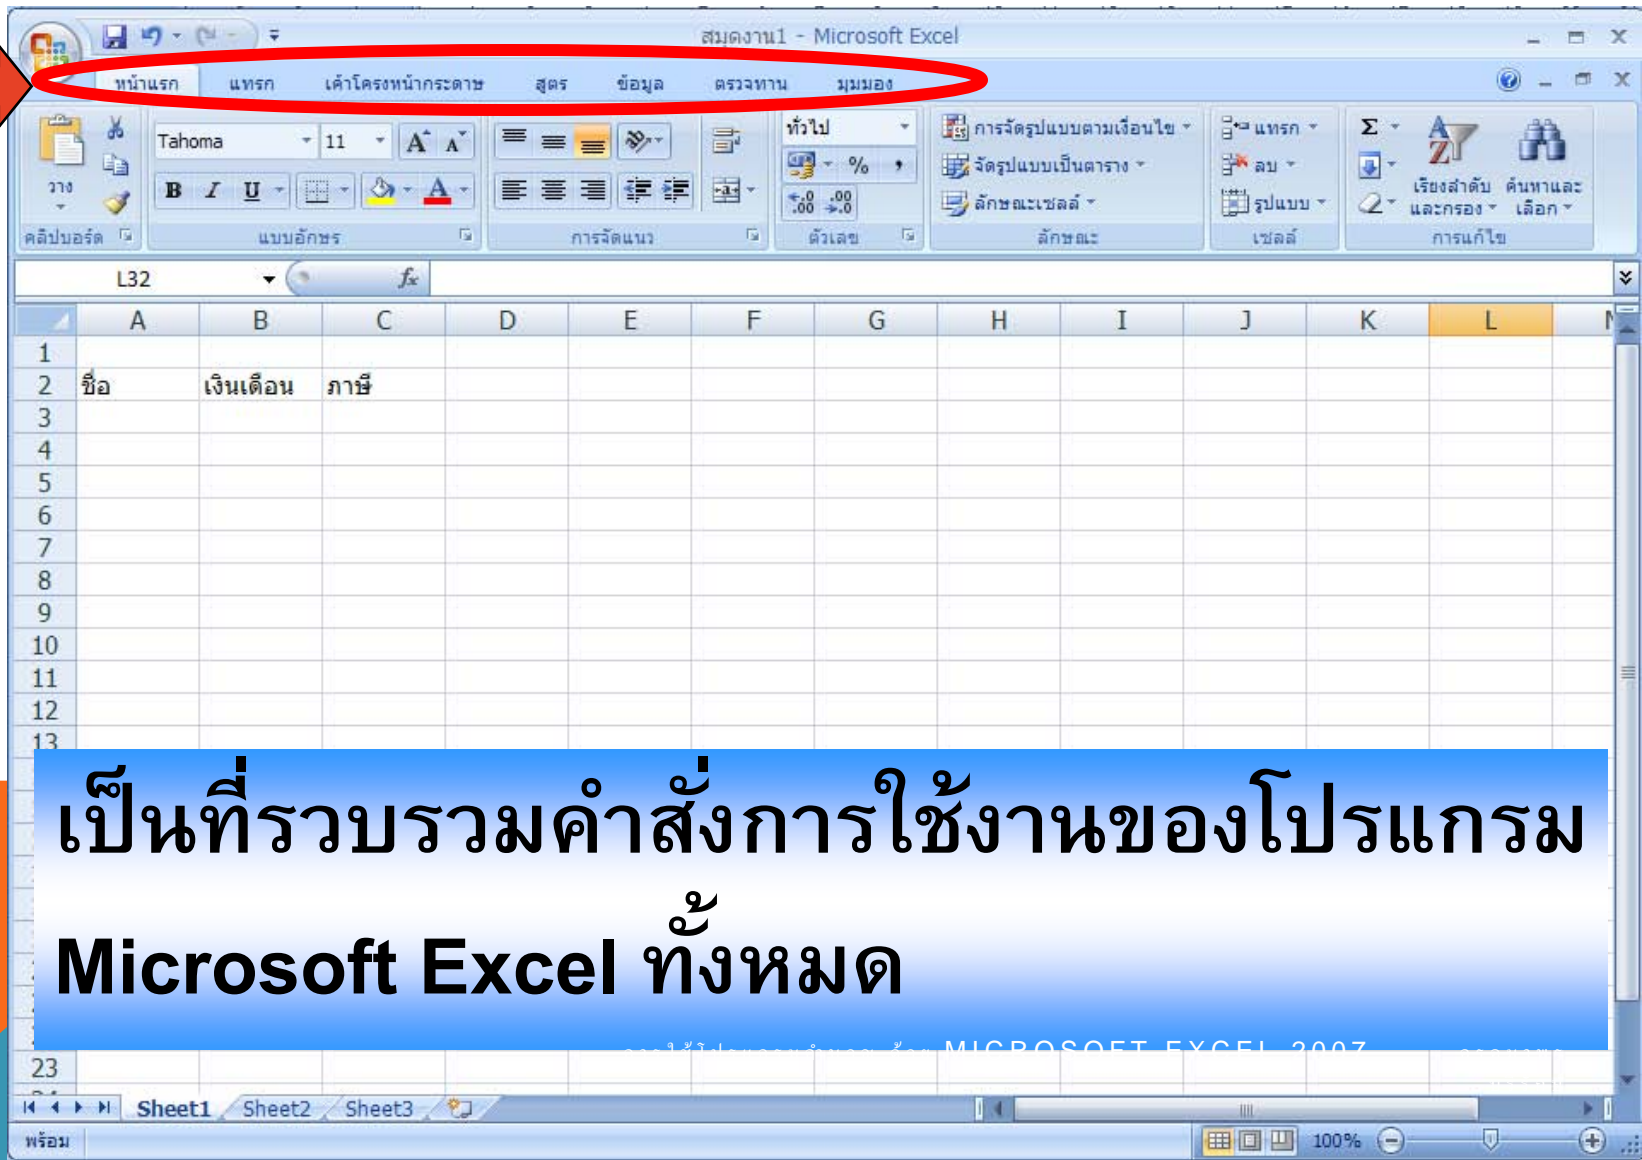 สมุดงาน1 - Microsoft Excel
หน้าแรก แทรก เค้าโครงหน้ากระดาษ สูตร ข้อมูล ตรวจทาน มุมมอง
วาง
Tahoma 11
B I U
ทั่วไป
% ,
การจัดรูปแบบตามเงื่อนไข
จัดรูปแบบเป็นตาราง
ลักษณะเซลล์
แทรก
ลบ
รูปแบบ
Σ
เรียงลำดับ และกรอง
ค้นหาและ เลือก
คลิปบอร์ด แบบอักษร การจัดแนว ตัวเลข ลักษณะ เซลล์ การแก้ไข
L32 fx
A B C D E F G H I J K L
1
2 ชื่อ เงินเดือน ภาษี
3
4
5
6
7
8
9
10
11
12
13
เป็นที่รวบรวมคำสั่งการใช้งานของโปรแกรม
Microsoft Excel ทั้งหมด
MICROSOFT EXCEL 2007
23
Sheet1 Sheet2 Sheet3
พร้อม 100%